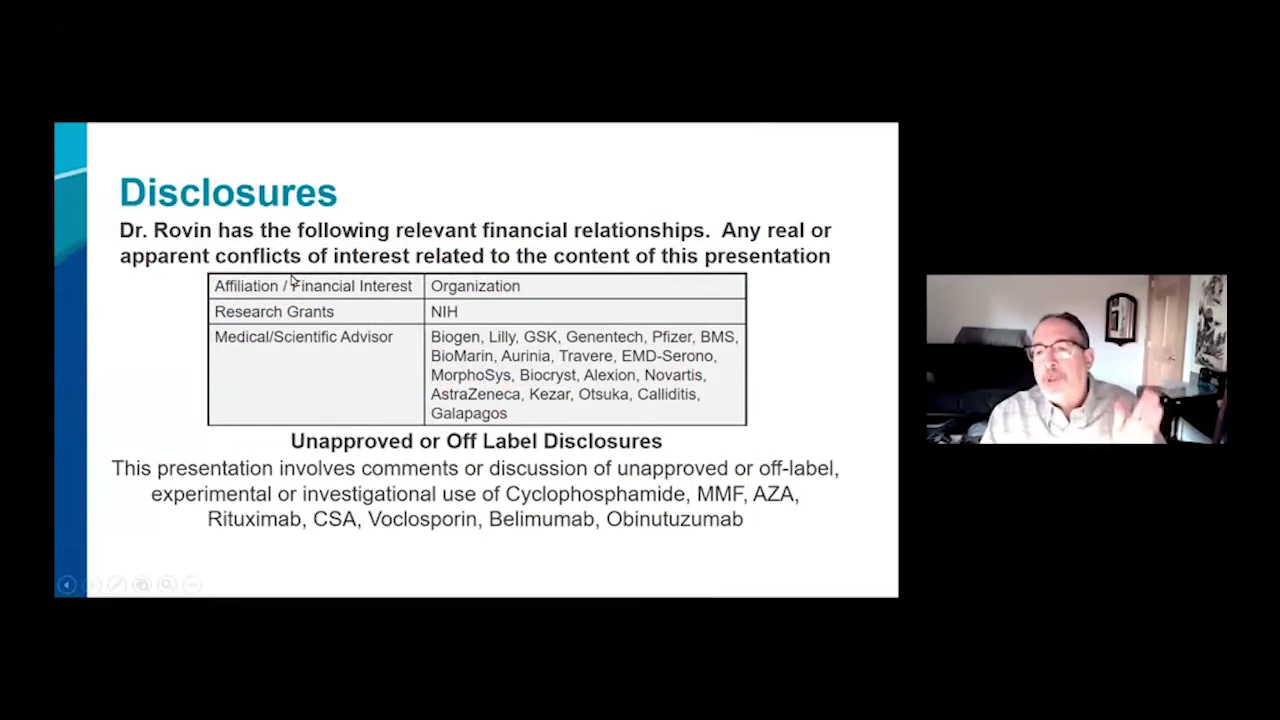 Disclosures
Dr. Rovin has the following relevant financial relationships. Any real or
apparent conflicts of interest related to the content of this presentation
Affiliation / Financial Interest Organization
Research Grants NIH
Medical/Scientific Advisor Biogen, Lilly, GSK, Genentech, Pfizer, BMS,
BioMarin, Aurinia, Travere, EMD-Serono,
MorphoSys, Biocryst, Alexion, Novartis,
AstraZeneca, Kezar, Otsuka, Calliditis,
Galapagos
Unapproved or Off Label Disclosures
This presentation involves comments or discussion of unapproved or off-label,
experimental or investigational use of Cyclophosphamide, MMF, AZA,
Rituximab, CSA, Voclosporin, Belimumab, Obinutuzumab